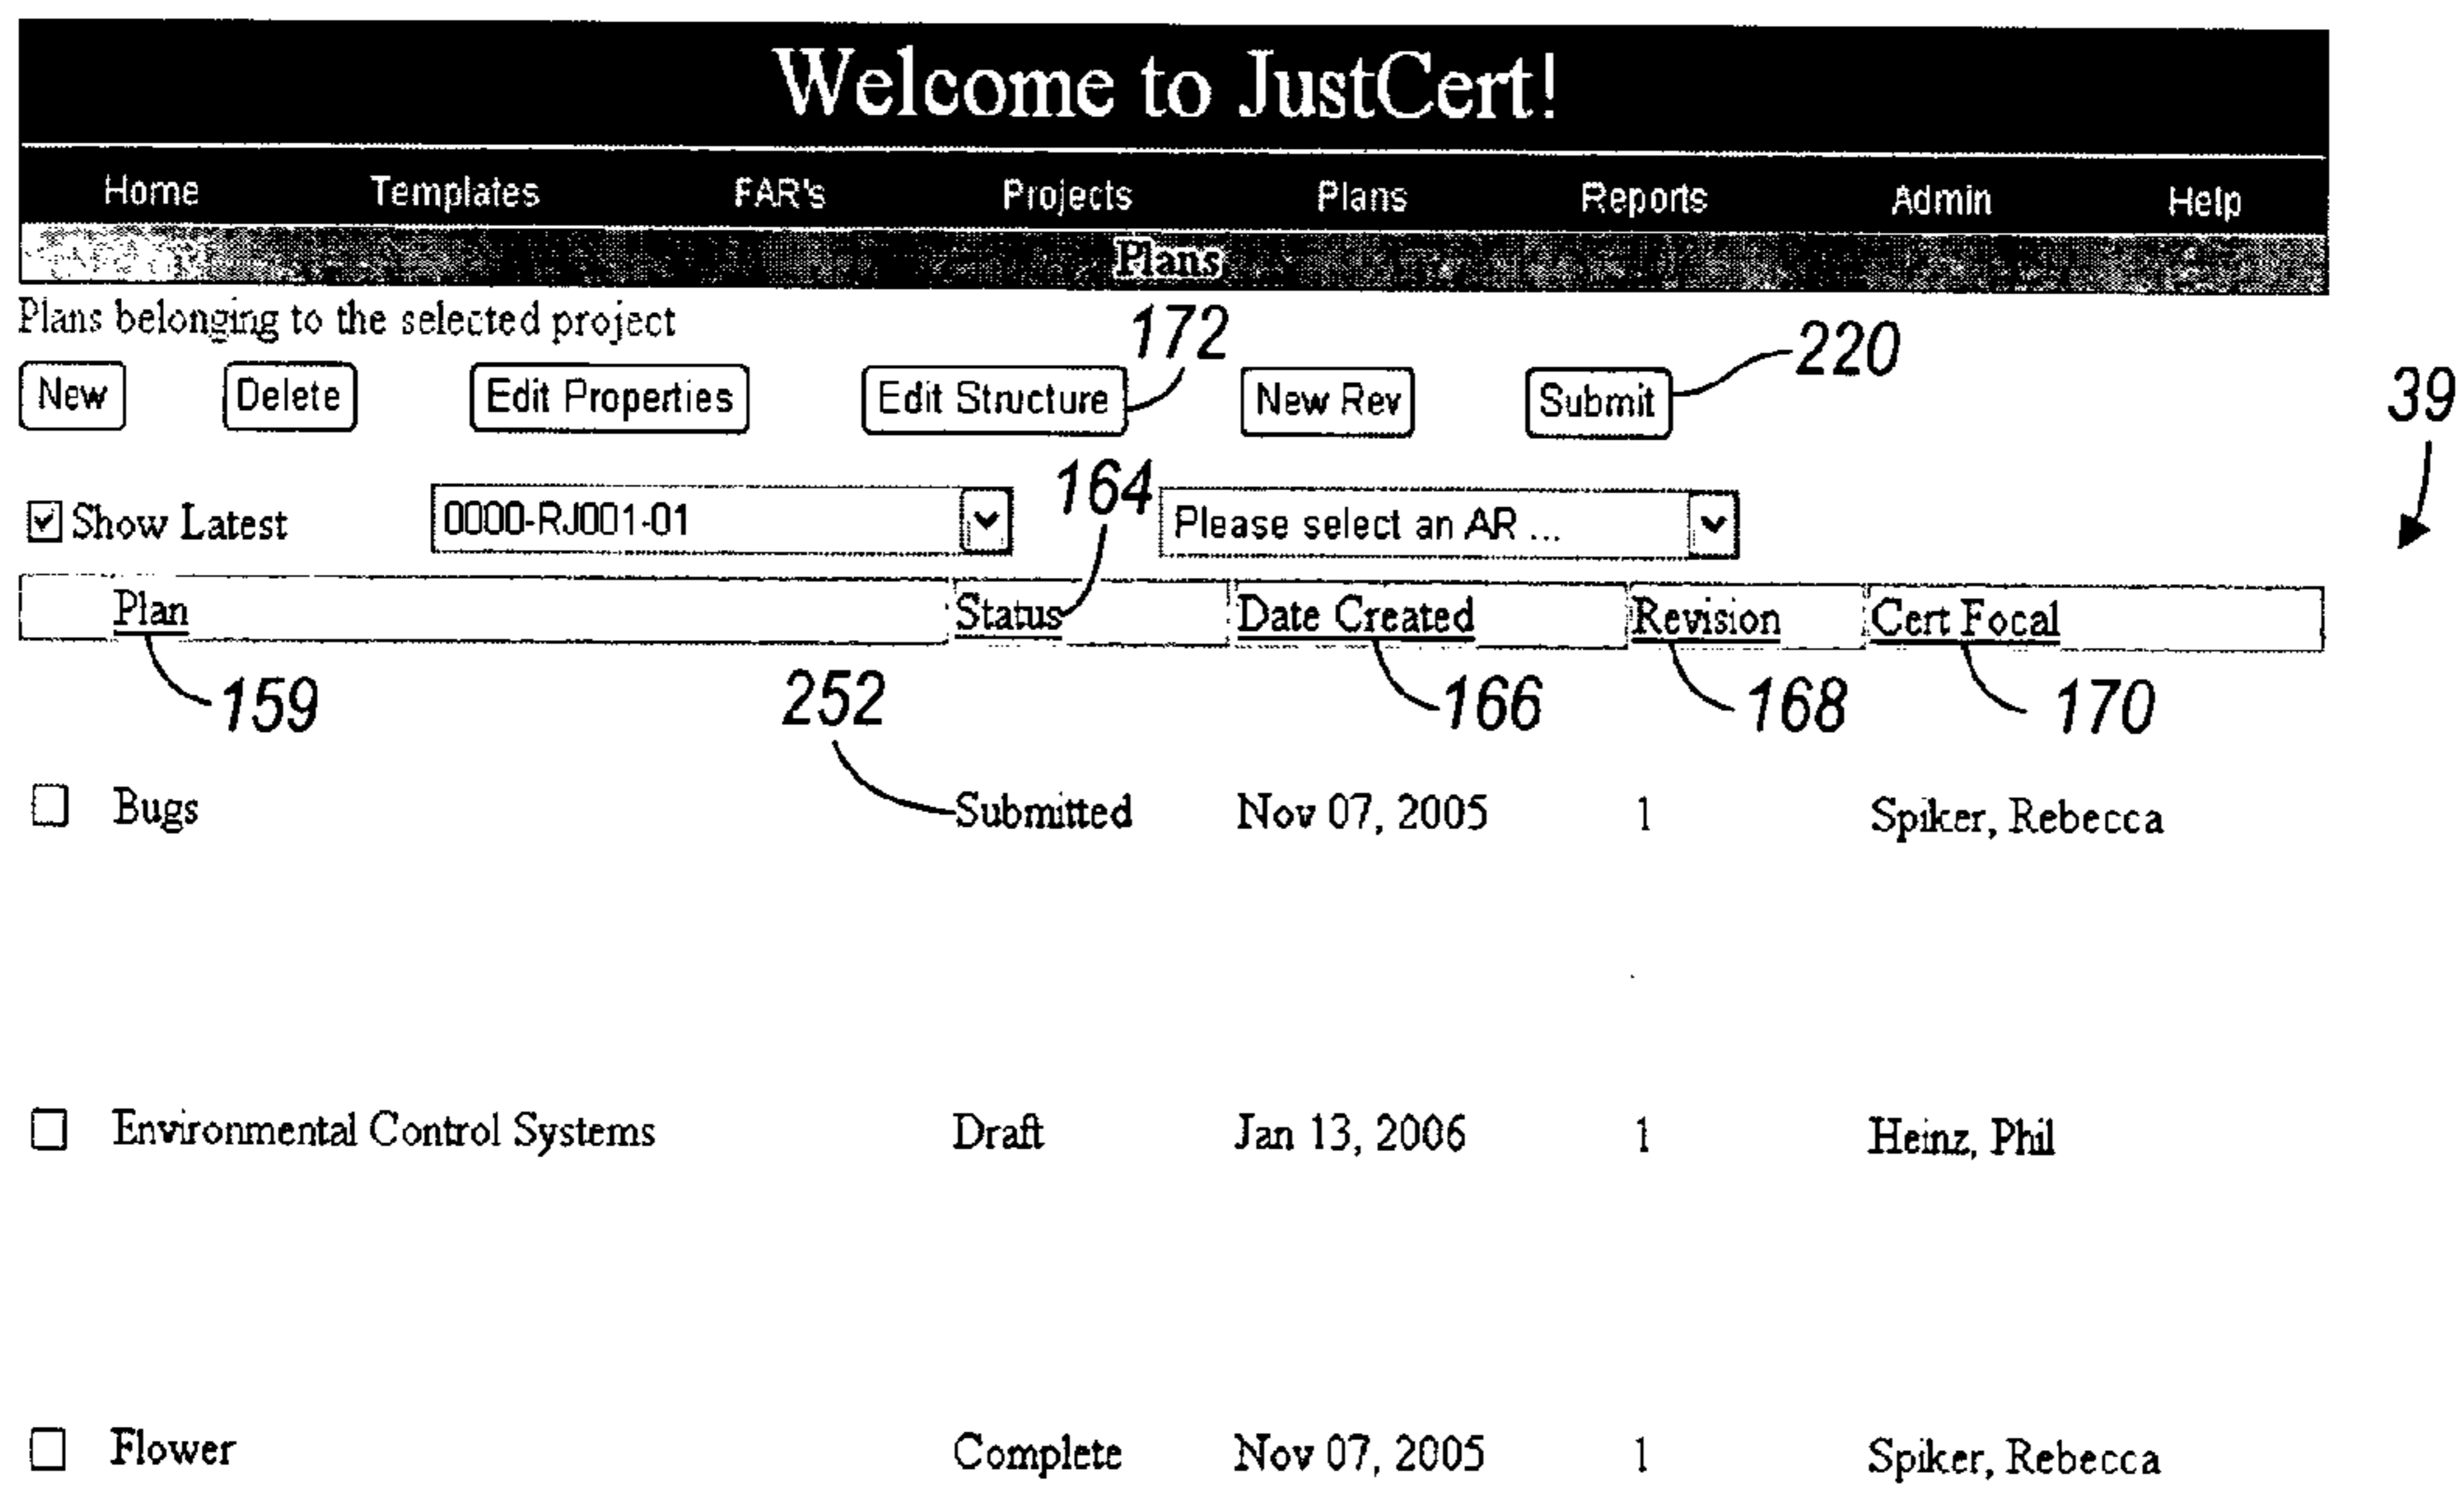 Welcome to JustCert!
Home Templates FAR's Projects Plans Reports Admin Help
Plans
Plans belonging to the selected project
172
220
New Delete Edit Properties Edit Structure New Rev Submit
39
164
Show Latest 0000-RJ001-01 Please select an AR ...
Plan Status Date Created Revision Cert Focal
159 252 166 168 170
Bugs Submitted Nov 07, 2005 1 Spiker, Rebecca
Environmental Control Systems Draft Jan 13, 2006 1 Heinz, Phil
Flower Complete Nov 07, 2005 1 Spiker, Rebecca